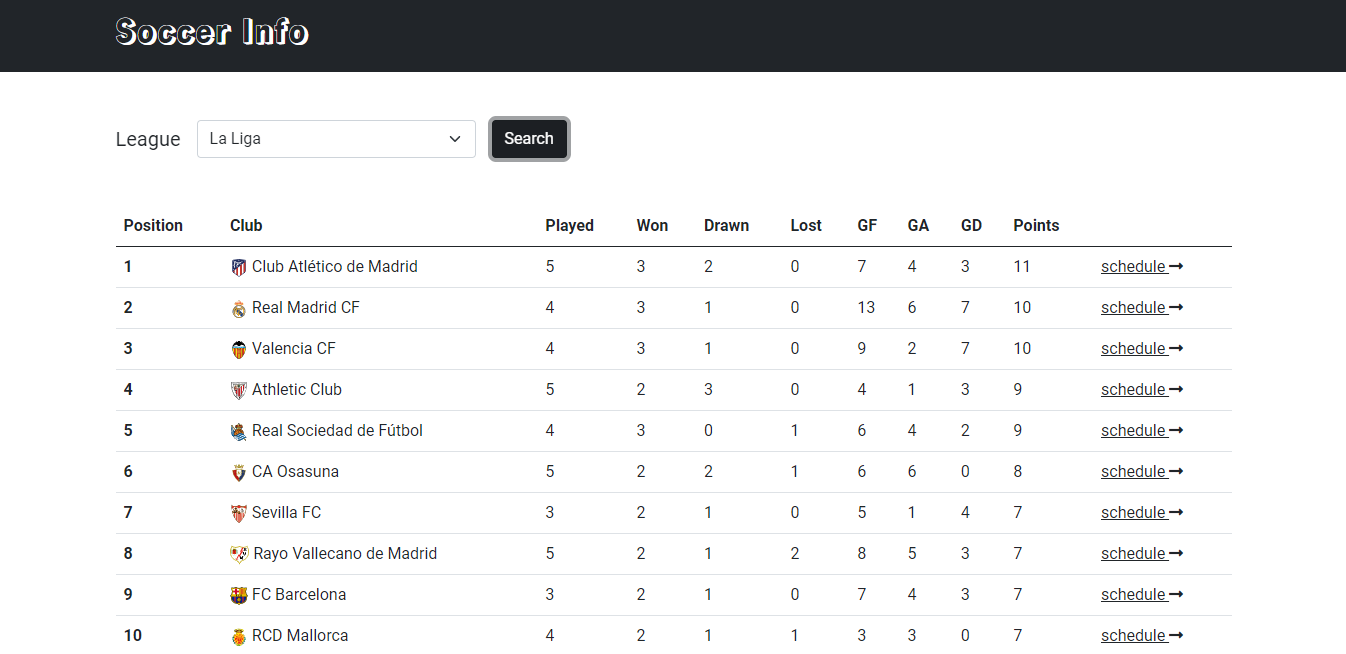 Soccer Info
League La Liga Search
Position Club Played Won Drawn Lost GF GA GD Points
1 Club Atlético de Madrid 5 3 2 0 7 4 3 11 schedule
2 Real Madrid CF 4 3 1 0 13 6 7 10 schedule
3 Valencia CF 4 3 1 0 9 2 7 10 schedule
4 Athletic Club 5 2 3 0 4 1 3 9 schedule
5 Real Sociedad de Fútbol 4 3 0 1 6 4 2 9 schedule
6 CA Osasuna 5 2 2 1 6 6 0 8 schedule
7 Sevilla FC 3 2 1 0 5 1 4 7 schedule
8 Rayo Vallecano de Madrid 5 2 1 2 8 5 3 7 schedule
9 FC Barcelona 3 2 1 0 7 4 3 7 schedule
10 RCD Mallorca 4 2 1 1 3 3 0 7 schedule